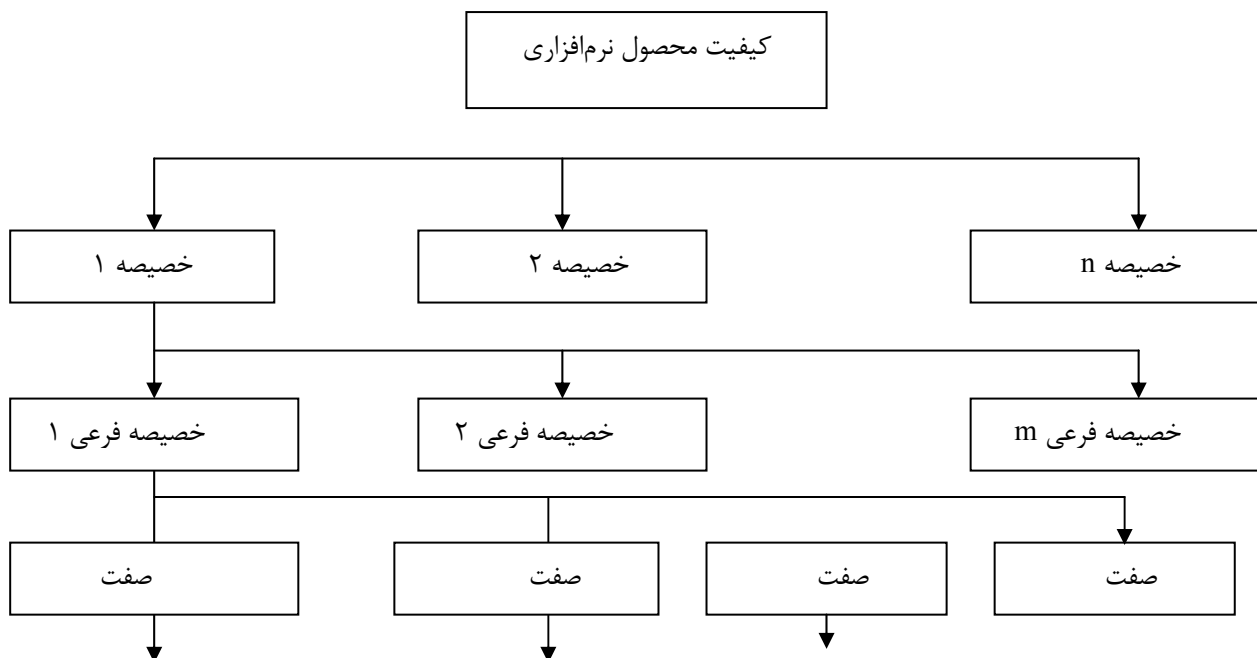 کیفیت محصول نرم‌افزاری
خصیصه ۱
خصیصه ۲
خصیصه n
خصیصه فرعی ۱
خصیصه فرعی ۲
خصیصه فرعی m
صفت
صفت
صفت
صفت